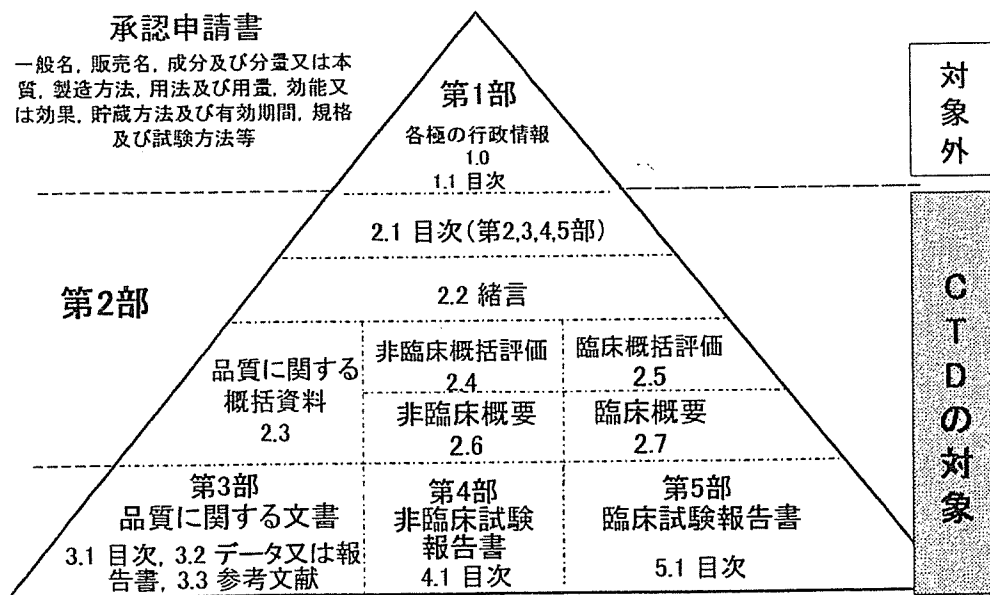 承認申請書
一般名, 販売名, 成分及び分量又は本
質, 製造方法, 用法及び用量, 効能又
は効果, 貯蔵方法及び有効期間, 規格
及び試験方法等
第1部
各極の行政情報
1.0
1.1 目次
対象外
第2部
2.1 目次(第2,3,4,5部)
2.2 緒言
品質に関する
概括資料
2.3
非臨床概括評価
2.4
臨床概括評価
2.5
非臨床概要
2.6
臨床概要
2.7
第3部
品質に関する文書
3.1 目次, 3.2 データ又は報
告書, 3.3 参考文献
第4部
非臨床試験
報告書
4.1 目次
第5部
臨床試験報告書
5.1 目次
CTDの対象